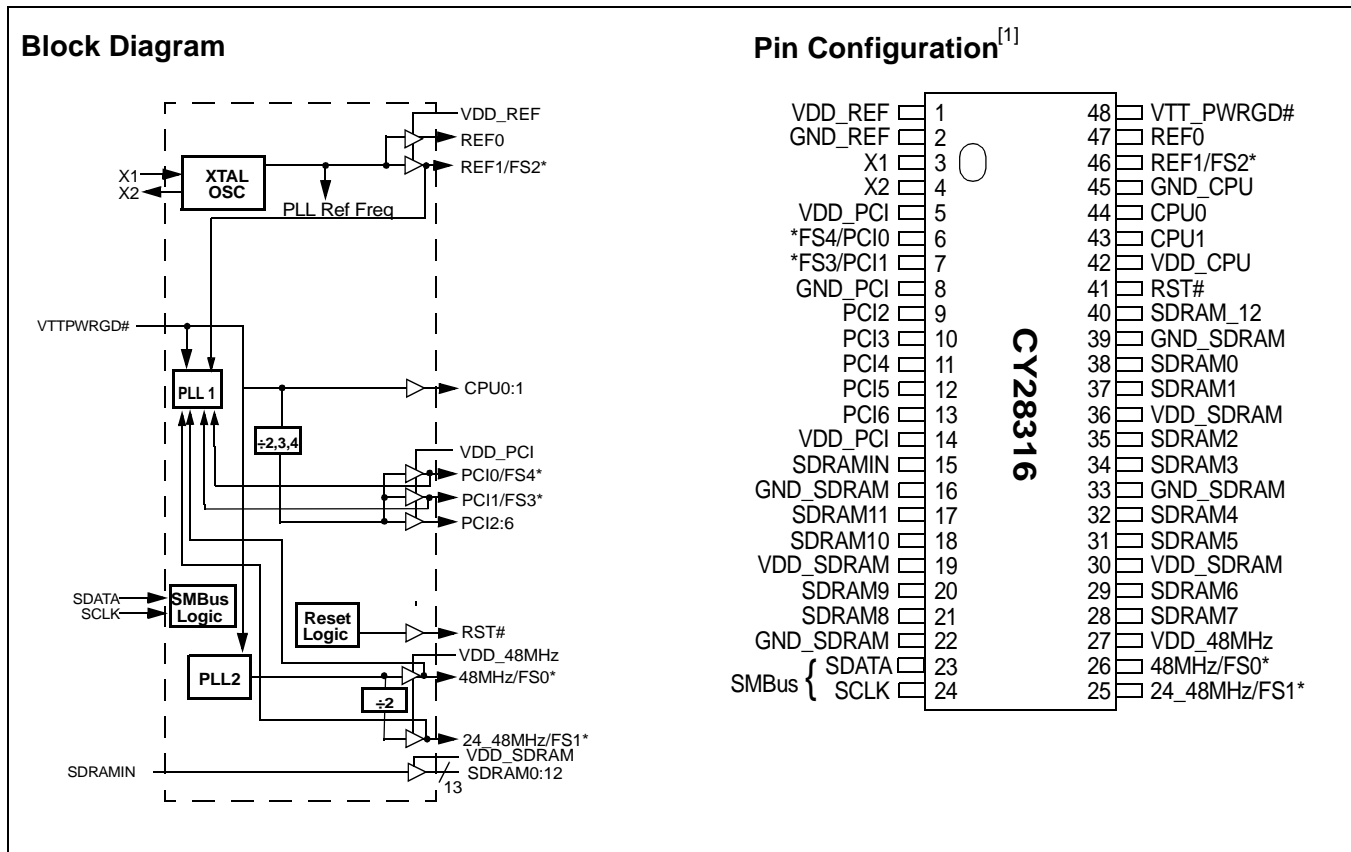 Block Diagram
VDD_REF
REF0
REF1/FS2*
X1
X2
XTAL
OSC
PLL Ref Freq
VTTPWRGD#
PLL 1
CPU0:1
÷2,3,4
VDD_PCI
PCI0/FS4*
PCI1/FS3*
PCI2:6
SDATA
SCLK
SMBus
Logic
Reset
Logic
RST#
VDD_48MHz
48MHz/FS0*
PLL2
÷2
24_48MHz/FS1*
VDD_SDRAM
SDRAMIN
SDRAM0:12
13
Pin Configuration[1]
VDD_REF 1 48 VTT_PWRGD#
GND_REF 2 47 REF0
X1 3 46 REF1/FS2*
X2 4 45 GND_CPU
VDD_PCI 5 44 CPU0
*FS4/PCI0 6 43 CPU1
*FS3/PCI1 7 42 VDD_CPU
GND_PCI 8 41 RST#
PCI2 9 40 SDRAM_12
PCI3 10 39 GND_SDRAM
PCI4 11 38 SDRAM0
PCI5 12 37 SDRAM1
PCI6 13 36 VDD_SDRAM
VDD_PCI 14 35 SDRAM2
SDRAMIN 15 34 SDRAM3
GND_SDRAM 16 33 GND_SDRAM
SDRAM11 17 32 SDRAM4
SDRAM10 18 31 SDRAM5
VDD_SDRAM 19 30 VDD_SDRAM
SDRAM9 20 29 SDRAM6
SDRAM8 21 28 SDRAM7
GND_SDRAM 22 27 VDD_48MHz
SDATA 23 26 48MHz/FS0*
SCLK 24 25 24_48MHz/FS1*
SMBus {
CY28316